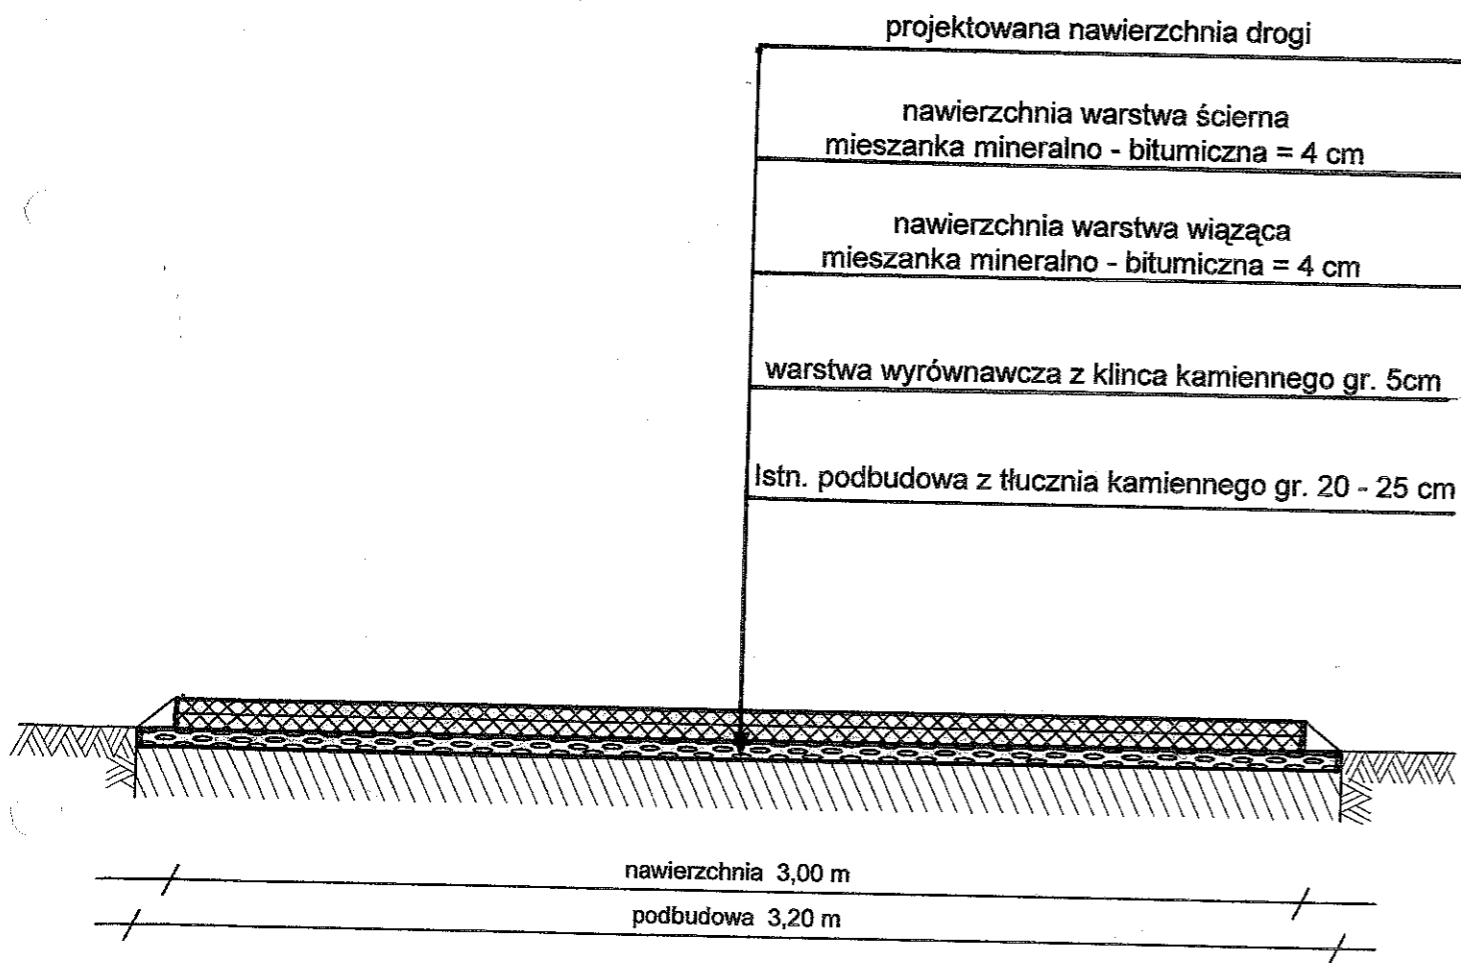 projektowana nawierzchnia drogi
nawierzchnia warstwa ścierna
mieszanka mineralno - bitumiczna = 4 cm
nawierzchnia warstwa wiążąca
mieszanka mineralno - bitumiczna = 4 cm
warstwa wyrównawcza z klinca kamiennego gr. 5cm
Istn. podbudowa z tłucznia kamiennego gr. 20 - 25 cm
nawierzchnia 3,00 m
podbudowa 3,20 m